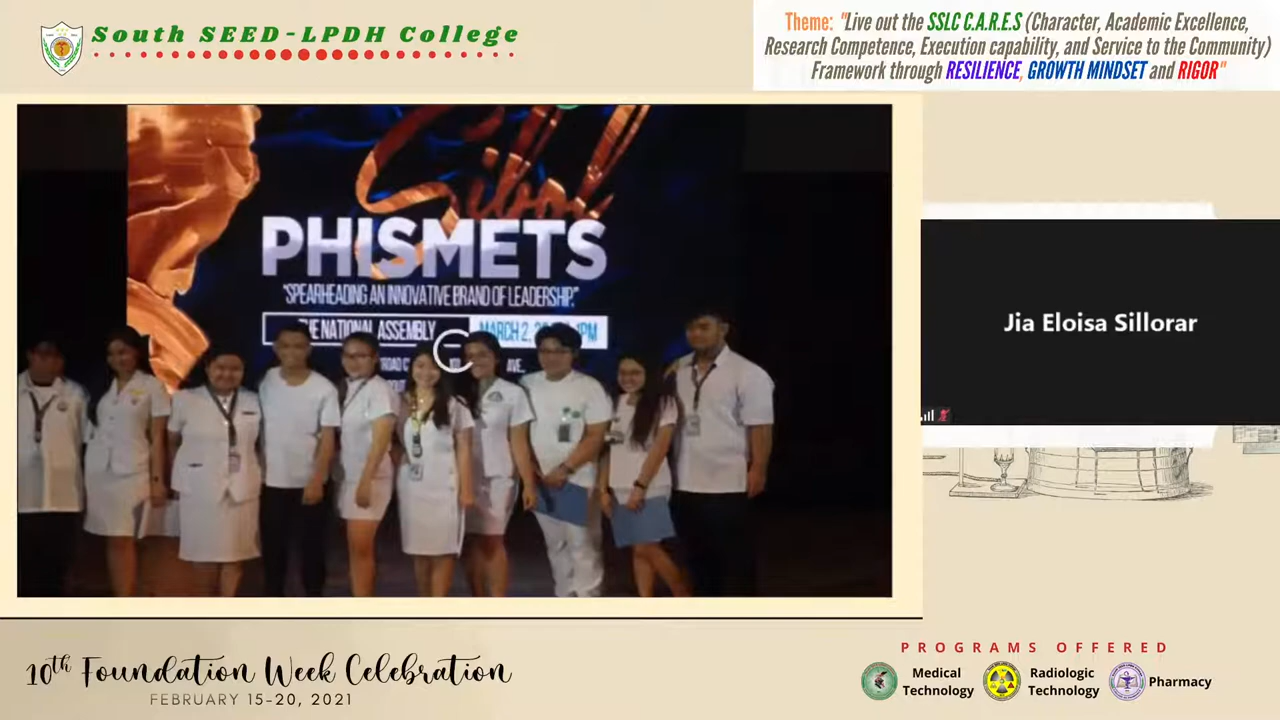 South SEED-LPDH College
Theme: "Live out the SSLC C.A.R.E.S (Character, Academic Excellence,
Research Competence, Execution capability, and Service to the Community)
Framework through RESILIENCE, GROWTH MINDSET and RIGOR"
Sibol
PHISMETS
"SPEARHEADING AN INNOVATIVE BRAND OF LEADERSHIP."
THE NATIONAL ASSEMBLY
MARCH 2, 1PM
AVE.,
Jia Eloisa Sillorar
10th Foundation Week Celebration
FEBRUARY 15-20, 2021
PROGRAMS OFFERED
Medical
Technology
Radiologic
Technology
Pharmacy